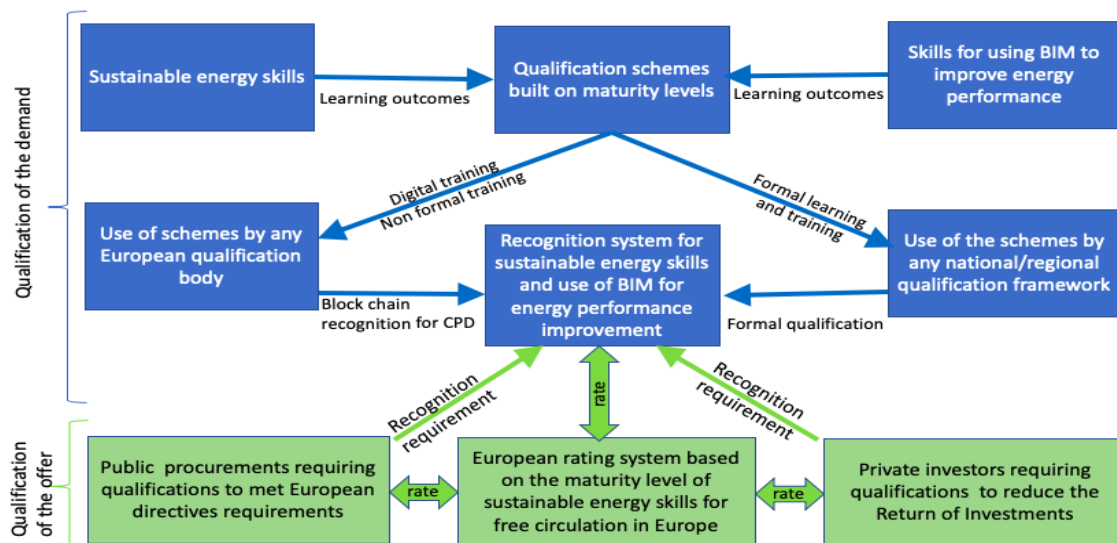 Qualification of the demand
Sustainable energy skills
Learning outcomes
Qualification schemes
built on maturity levels
Learning outcomes
Skills for using BIM to
improve energy
performance
Digital training
Non formal training
Formal learning
and training
Use of schemes by any
European qualification
body
Block chain
recognition for CPD
Recognition system for
sustainable energy skills
and use of BIM for
energy performance
improvement
Formal qualification
Use of the schemes by
any national/regional
qualification framework
Recognition
requirement
rate
Recognition
requirement
Qualification
of the offer
Public procurements requiring
qualifications to met European
directives requirements
rate
European rating system based
on the maturity level of
sustainable energy skills for
free circulation in Europe
rate
Private investors requiring
qualifications to reduce the
Return of Investments